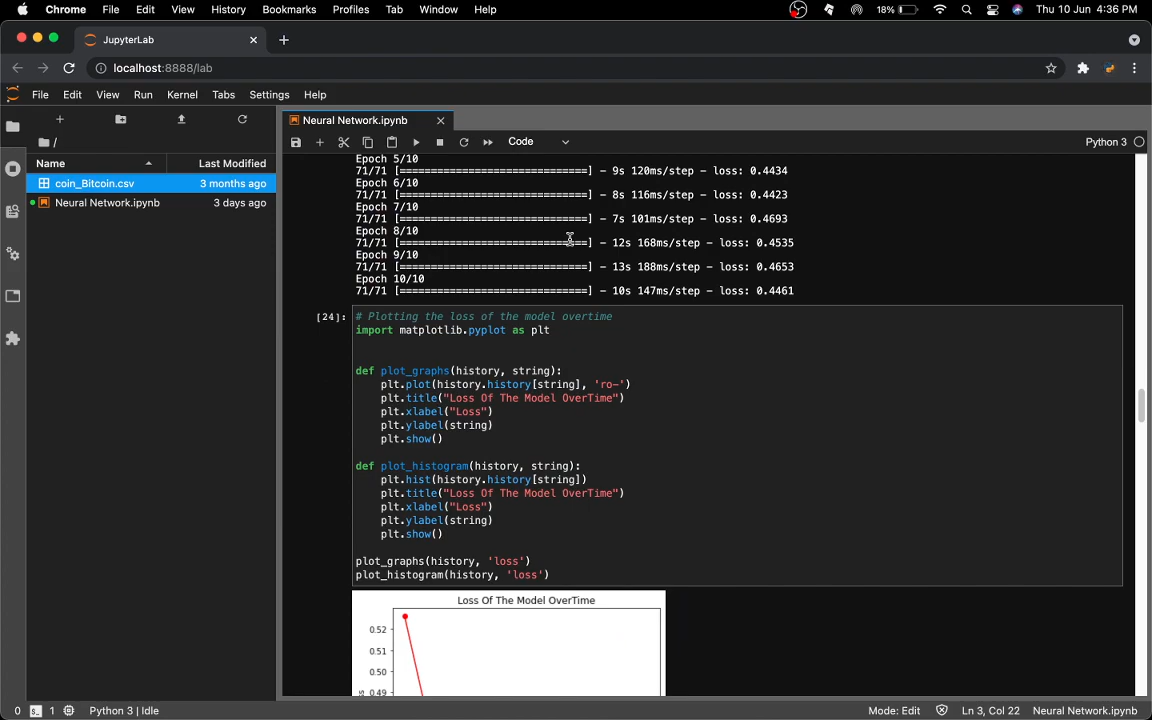 Chrome File Edit View History Bookmarks Profiles Tab Window Help 18% Thu 10 Jun 4:36 PM
JupyterLab
localhost:8888/lab
File Edit View Run Kernel Tabs Settings Help
Neural Network.ipynb
/
Code
Python 3
Name Last Modified
coin_Bitcoin.csv 3 months ago
Neural Network.ipynb 3 days ago
Epoch 5/10
71/71 [==============================] - 9s 120ms/step - loss: 0.4434
Epoch 6/10
71/71 [==============================] - 8s 116ms/step - loss: 0.4423
Epoch 7/10
71/71 [==============================] - 7s 101ms/step - loss: 0.4693
Epoch 8/10
71/71 [==============================] - 12s 168ms/step - loss: 0.4535
Epoch 9/10
71/71 [==============================] - 13s 188ms/step - loss: 0.4653
Epoch 10/10
71/71 [==============================] - 10s 147ms/step - loss: 0.4461
[24]: # Plotting the loss of the model overtime
import matplotlib.pyplot as plt
def plot_graphs(history, string):
    plt.plot(history.history[string], 'ro-')
    plt.title("Loss Of The Model OverTime")
    plt.xlabel("Loss")
    plt.ylabel(string)
    plt.show()
def plot_histogram(history, string):
    plt.hist(history.history[string])
    plt.title("Loss Of The Model OverTime")
    plt.xlabel("Loss")
    plt.ylabel(string)
    plt.show()
plot_graphs(history, 'loss')
plot_histogram(history, 'loss')
Loss Of The Model OverTime
0.52
0.51
0.50
0.49
0 1 Python 3 | Idle Mode: Edit Ln 3, Col 22 Neural Network.ipynb